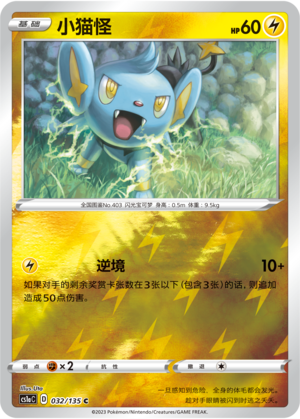 基础 小猫怪 HP60
全国图鉴No.403 闪光宝可梦 身高：0.5m 体重：9.5kg
逆境 10+
如果对手的剩余奖赏卡张数在3张以下（包含3张）的话，则追加
造成50点伤害。
弱点 ×2 抗性 撤退
Illus. Uta
一旦感知到危险，全身的体毛都会发光。
CS1aC D 032/135 C
趁对手眼睛被闪到时逃之夭夭。
©2023 Pokémon/Nintendo/Creatures/GAME FREAK.